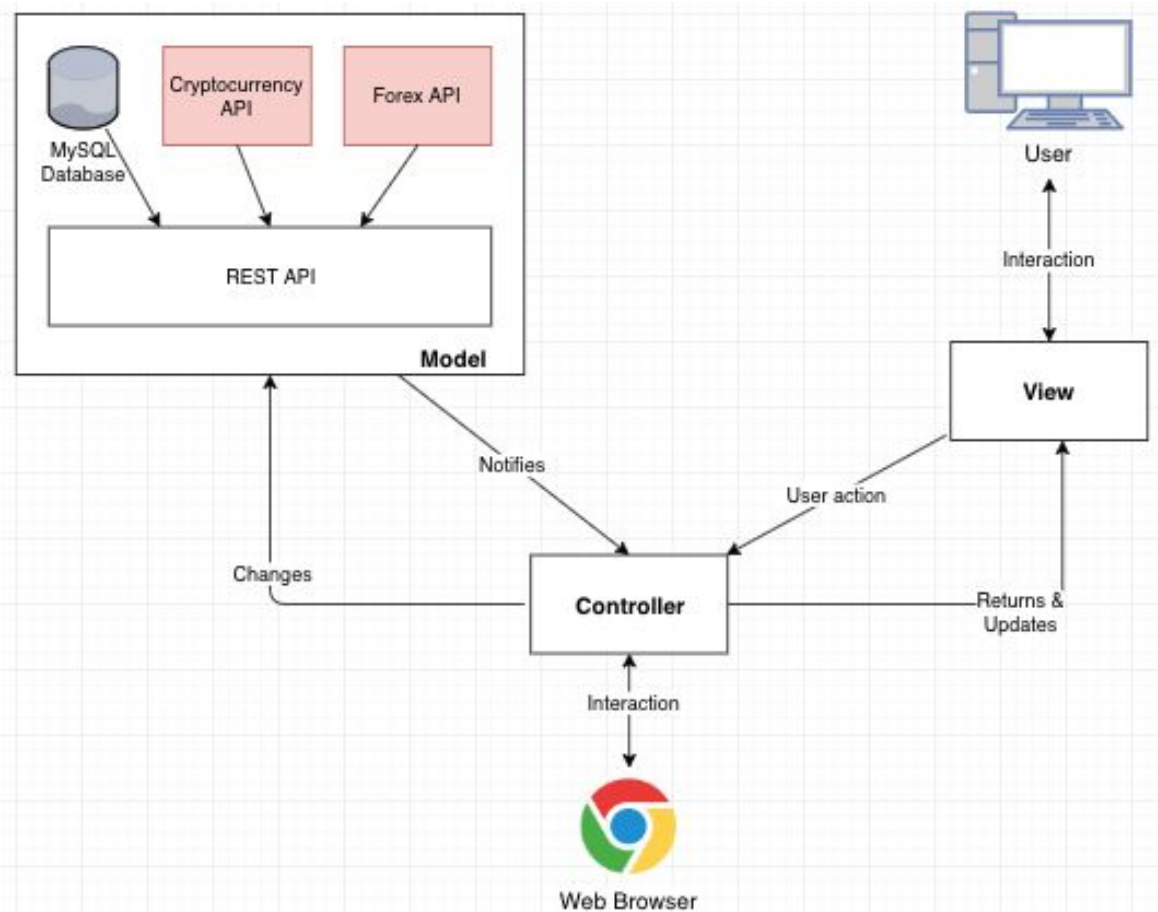 MySQL
Database
Cryptocurrency
API
Forex API
REST API
Model
User
Interaction
View
Notifies
User action
Changes
Controller
Returns &
Updates
Interaction
Web Browser